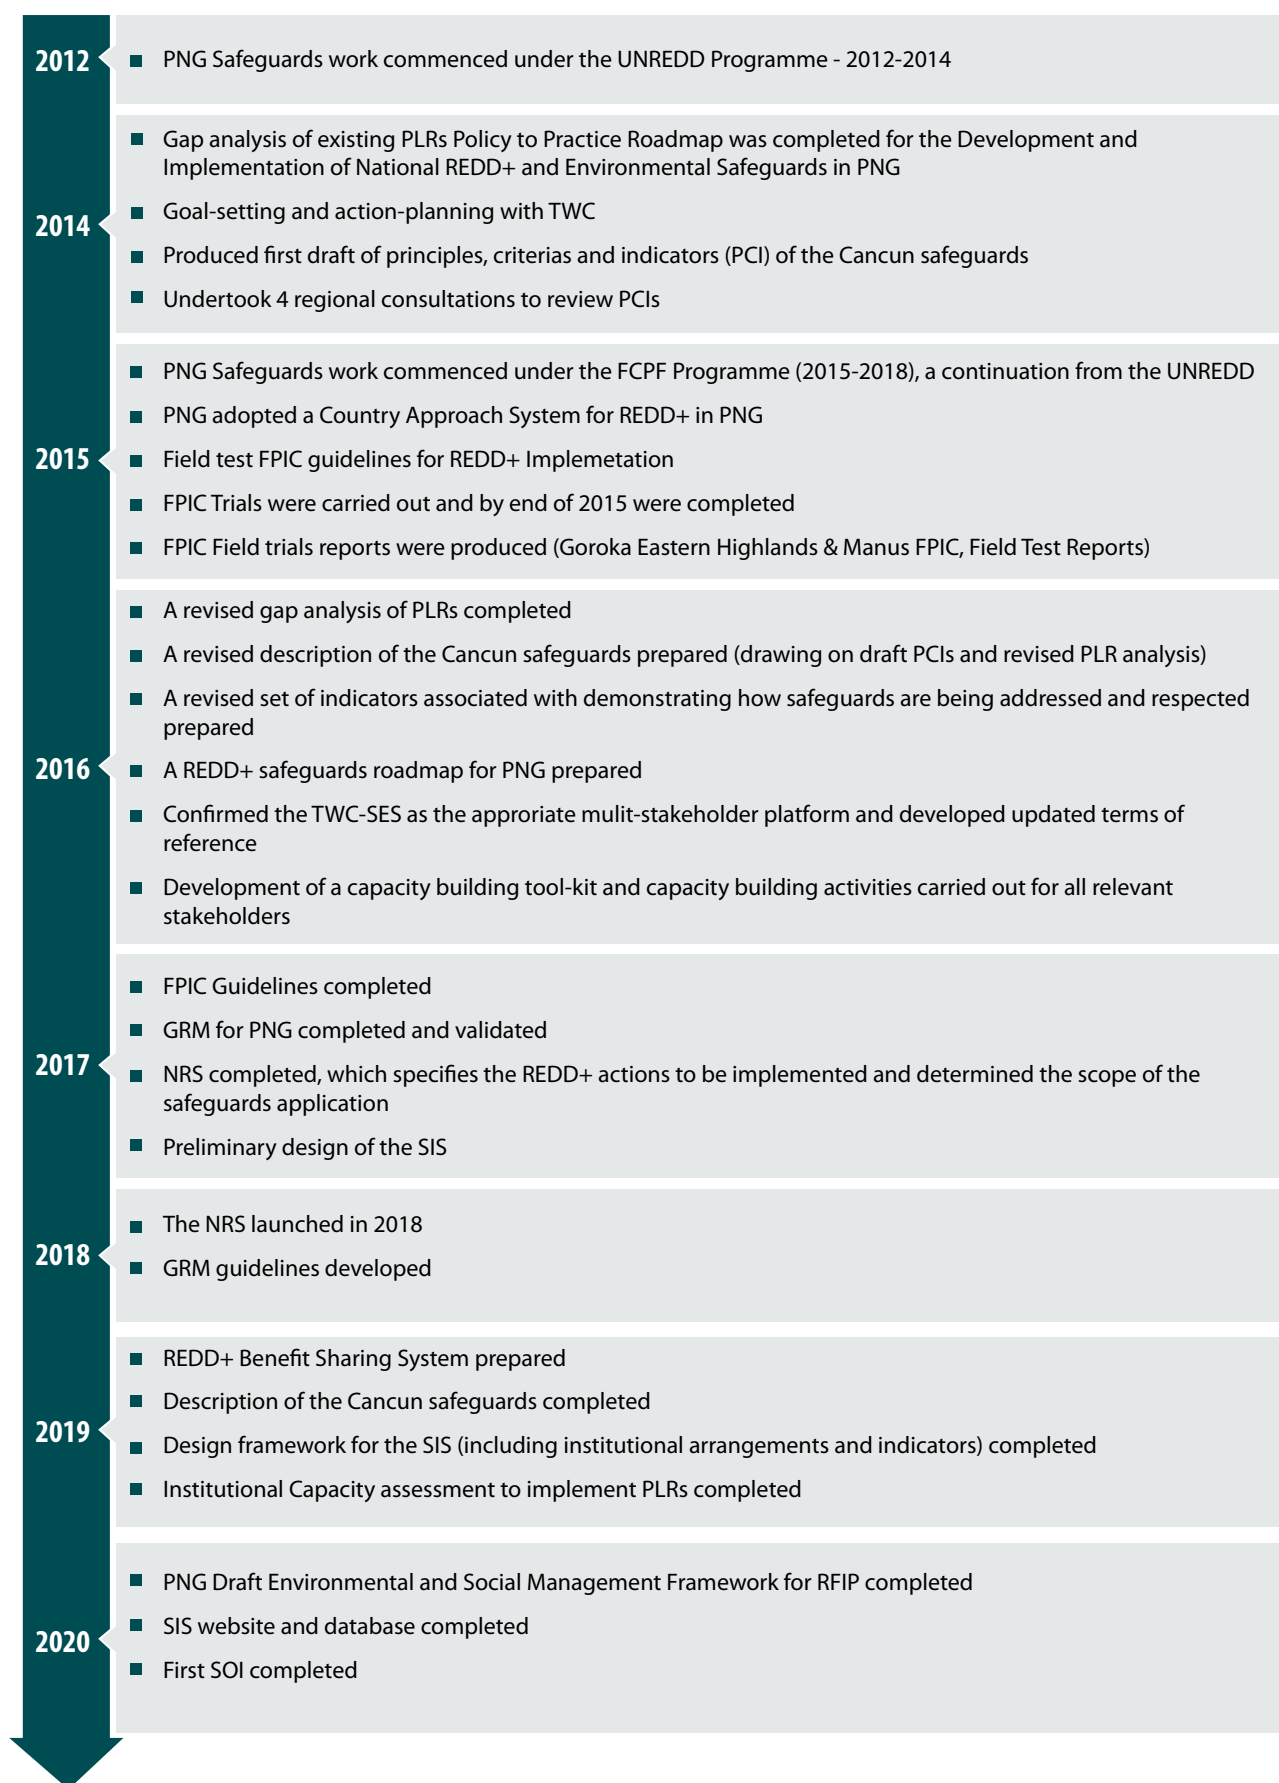 2012
PNG Safeguards work commenced under the UNREDD Programme - 2012-2014
2014
Gap analysis of existing PLRs Policy to Practice Roadmap was completed for the Development and
Implementation of National REDD+ and Environmental Safeguards in PNG
Goal-setting and action-planning with TWC
Produced first draft of principles, criterias and indicators (PCI) of the Cancun safeguards
Undertook 4 regional consultations to review PCIs
2015
PNG Safeguards work commenced under the FCPF Programme (2015-2018), a continuation from the UNREDD
PNG adopted a Country Approach System for REDD+ in PNG
Field test FPIC guidelines for REDD+ Implemetation
FPIC Trials were carried out and by end of 2015 were completed
FPIC Field trials reports were produced (Goroka Eastern Highlands & Manus FPIC, Field Test Reports)
2016
A revised gap analysis of PLRs completed
A revised description of the Cancun safeguards prepared (drawing on draft PCIs and revised PLR analysis)
A revised set of indicators associated with demonstrating how safeguards are being addressed and respected
prepared
A REDD+ safeguards roadmap for PNG prepared
Confirmed the TWC-SES as the approriate mulit-stakeholder platform and developed updated terms of
reference
Development of a capacity building tool-kit and capacity building activities carried out for all relevant
stakeholders
2017
FPIC Guidelines completed
GRM for PNG completed and validated
NRS completed, which specifies the REDD+ actions to be implemented and determined the scope of the
safeguards application
Preliminary design of the SIS
2018
The NRS launched in 2018
GRM guidelines developed
2019
REDD+ Benefit Sharing System prepared
Description of the Cancun safeguards completed
Design framework for the SIS (including institutional arrangements and indicators) completed
Institutional Capacity assessment to implement PLRs completed
2020
PNG Draft Environmental and Social Management Framework for RFIP completed
SIS website and database completed
First SOI completed